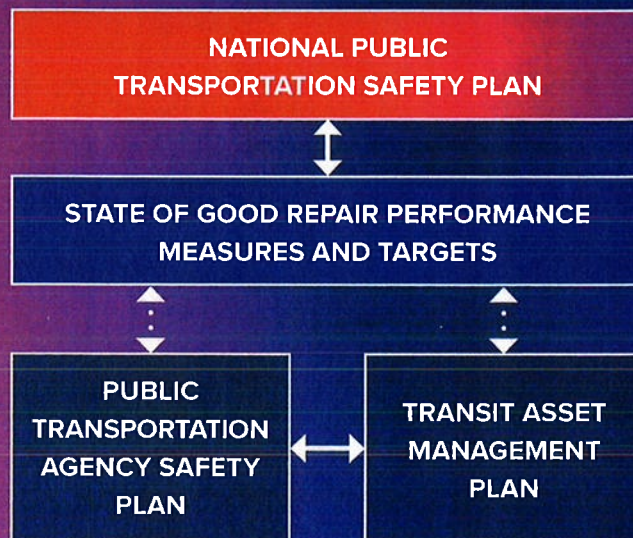 NATIONAL PUBLIC
TRANSPORTATION SAFETY PLAN
STATE OF GOOD REPAIR PERFORMANCE
MEASURES AND TARGETS
PUBLIC
TRANSPORTATION
AGENCY SAFETY
PLAN
TRANSIT ASSET
MANAGEMENT
PLAN